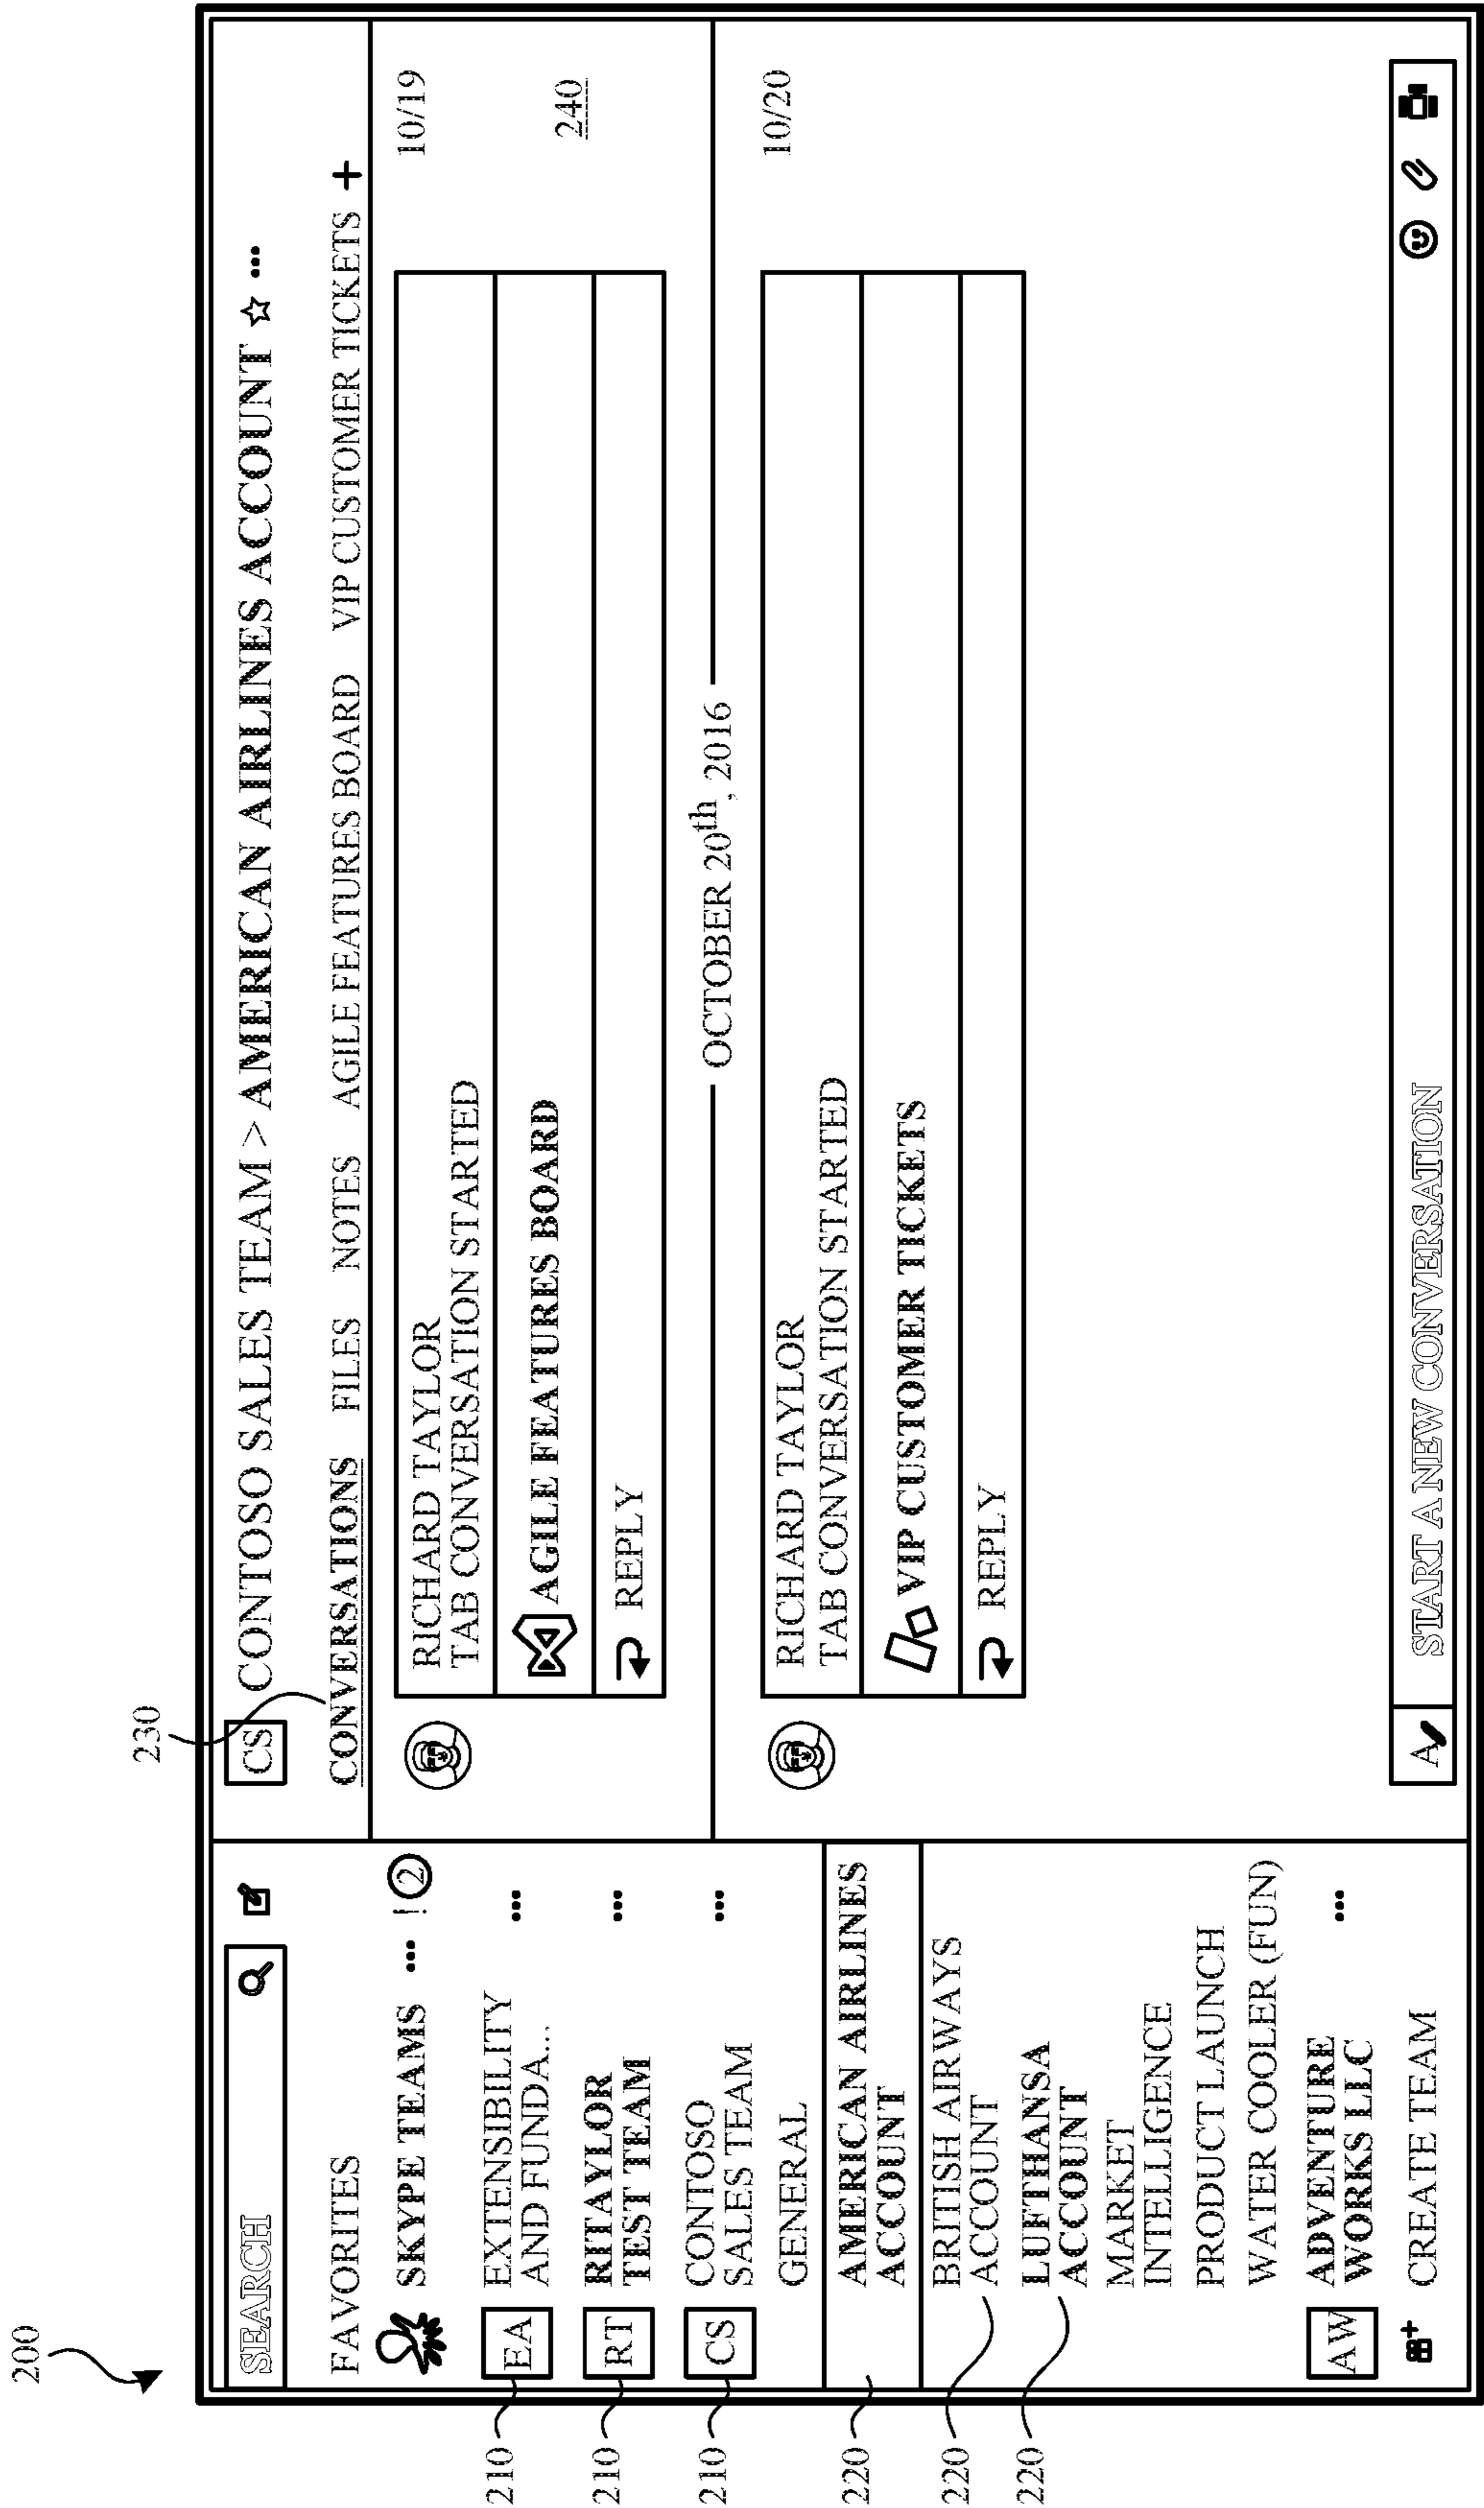 200
230
SEARCH
FAVORITES
SKYPE TEAMS ... ! 2
EA EXTENSIBILITY ...
AND FUNDA...
RT RITAYLOR ...
TEST TEAM
CS CONTOSO ...
SALES TEAM
GENERAL
AMERICAN AIRLINES
ACCOUNT
BRITISH AIRWAYS
ACCOUNT
LUFTHANSA
ACCOUNT
MARKET
INTELLIGENCE
PRODUCT LAUNCH
WATER COOLER (FUN)
AW ADVENTURE ...
WORKS LLC
CREATE TEAM
210
210
210
220
220
220
CS CONTOSO SALES TEAM > AMERICAN AIRLINES ACCOUNT ...
CONVERSATIONS FILES NOTES AGILE FEATURES BOARD VIP CUSTOMER TICKETS +
RICHARD TAYLOR 10/19
TAB CONVERSATION STARTED
AGILE FEATURES BOARD 240
REPLY
OCTOBER 20th, 2016
RICHARD TAYLOR 10/20
TAB CONVERSATION STARTED
VIP CUSTOMER TICKETS
REPLY
A START A NEW CONVERSATION